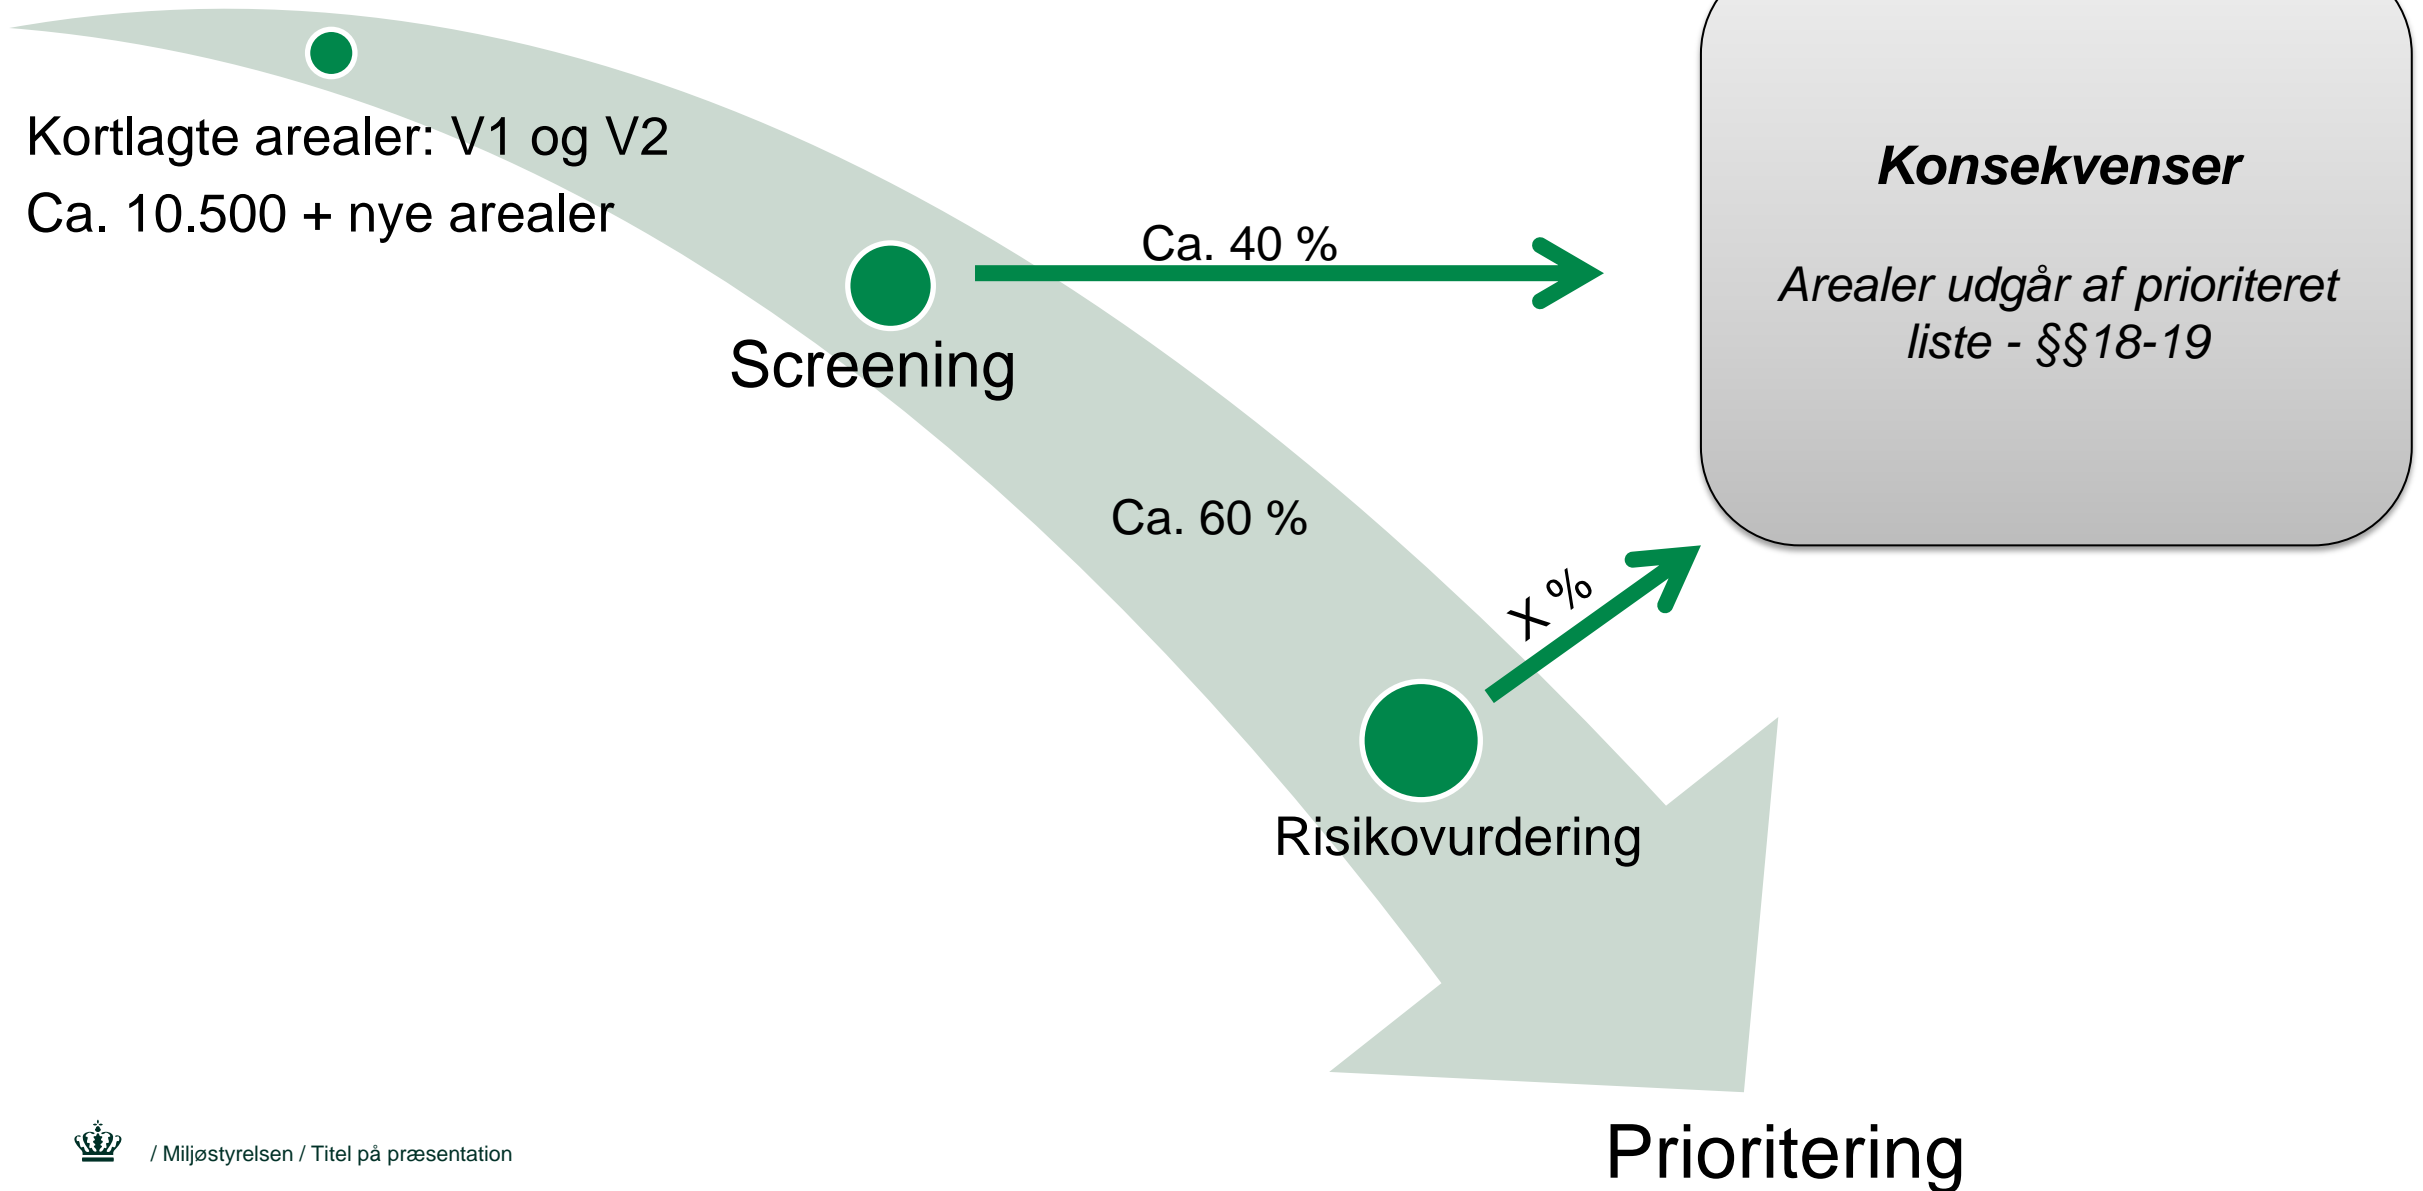 Kortlagte arealer: V1 og V2
Ca. 10.500 + nye arealer
Ca. 40 %
Screening
Konsekvenser
Arealer udgår af prioriteret
liste - §§18-19
Ca. 60 %
X %
Risikovurdering
Prioritering
/ Miljøstyrelsen / Titel på præsentation